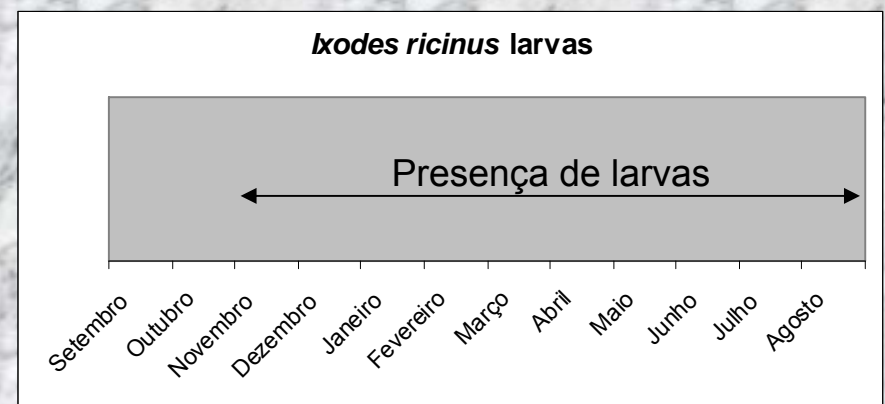 Ixodes ricinus larvas
Presença de larvas
Setembro
Outubro
Novembro
Dezembro
Janeiro
Fevereiro
Março
Abril
Maio
Junho
Julho
Agosto